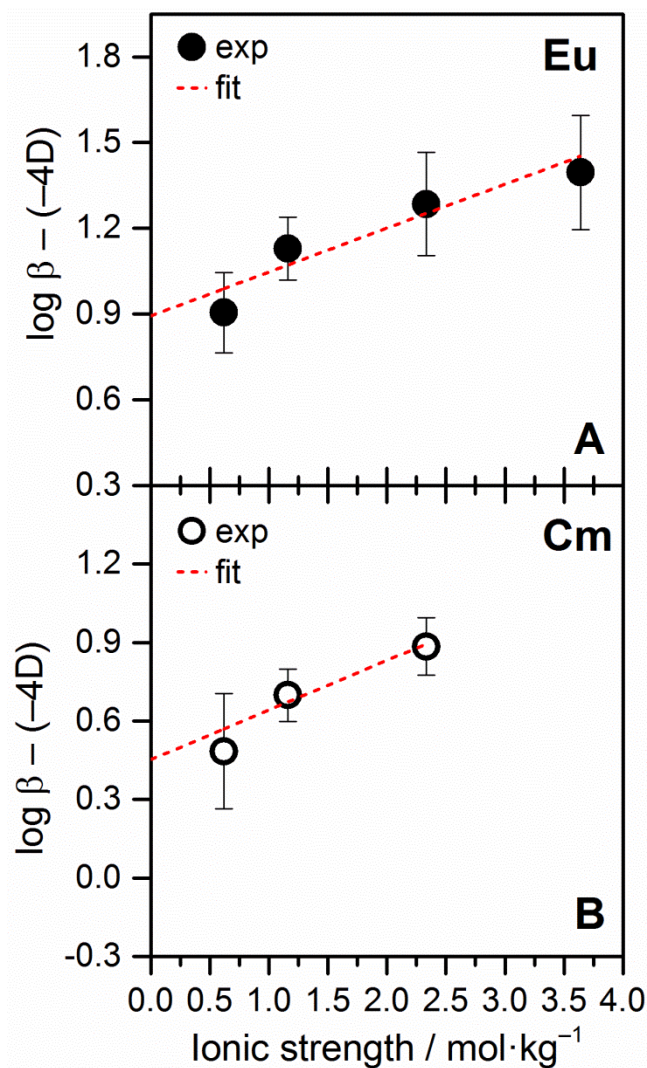 exp
fit
Eu
1.8
1.5
1.2
0.9
0.6
0.3
log β – (–4D)
A
exp
fit
Cm
1.2
0.9
0.6
0.3
0.0
-0.3
log β – (–4D)
B
0.0 0.5 1.0 1.5 2.0 2.5 3.0 3.5 4.0
Ionic strength / mol·kg⁻¹